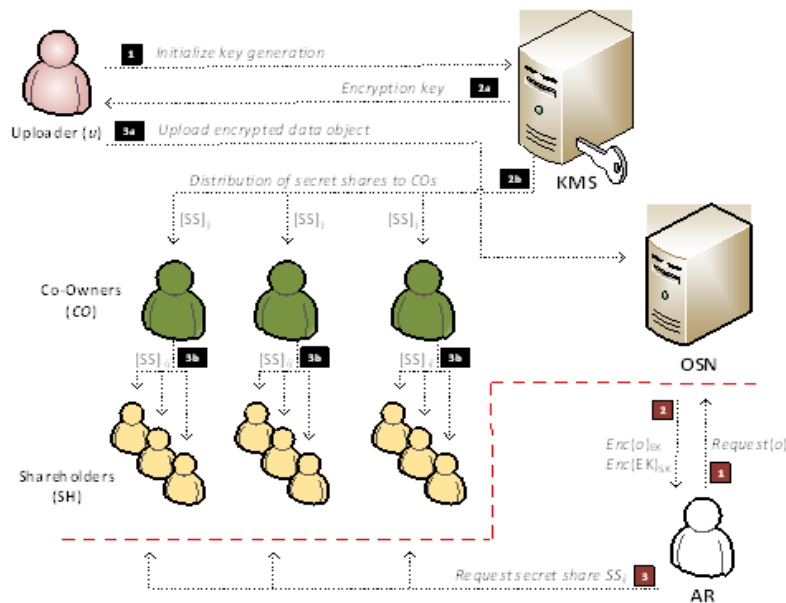 1 Initialize key generation
Encryption key 2a
Uploader (u)
3a Upload encrypted data object
Distribution of secret shares to COs 2b
KMS
[SS]i [SS]i [SS]i
Co-Owners
(CO)
OSN
[SS]ij 3b [SS]ij 3b [SS]ij 3b
2
Enc(o)EK Request(o)
Enc(EK)SK 1
Shareholders
(SH)
Request secret share SSij 3
AR